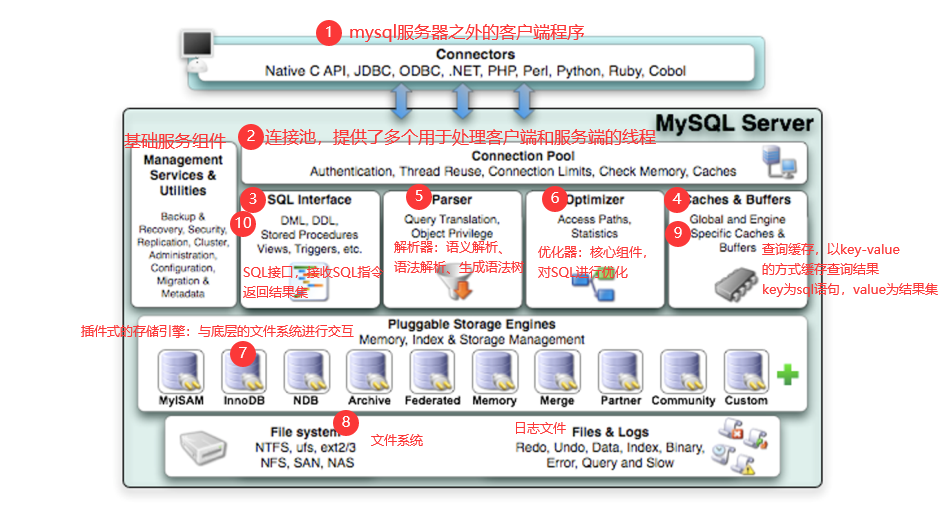 1 mysql服务器之外的客户端程序
Connectors
Native C API, JDBC, ODBC, .NET, PHP, Perl, Python, Ruby, Cobol
MySQL Server
基础服务组件
2 连接池，提供了多个用于处理客户端和服务端的线程
Connection Pool
Authentication, Thread Reuse, Connection Limits, Check Memory, Caches
Management
Services &
Utilities
Backup &
Recovery, Security,
Replication, Cluster,
Administration,
Configuration,
Migration &
Metadata
3 SQL Interface
10
DML, DDL,
Stored Procedures
Views, Triggers, etc.
SQL接口，接收SQL指令
返回结果集
5 Parser
Query Translation,
Object Privilege
解析器：语义解析、
语法解析、生成语法树
6 Optimizer
Access Paths,
Statistics
优化器：核心组件，
对SQL进行优化
4 Caches & Buffers
9
Global and Engine
Specific Caches &
Buffers
查询缓存，以key-value
的方式缓存查询结果
key为sql语句，value为结果集
Pluggable Storage Engines
插件式的存储引擎：与底层的文件系统进行交互
Memory, Index & Storage Management
7
MyISAM InnoDB NDB Archive Federated Memory Merge Partner Community Custom
8
File system
NTFS, ufs, ext2/3
NFS, SAN, NAS
文件系统
日志文件
Files & Logs
Redo, Undo, Data, Index, Binary,
Error, Query and Slow